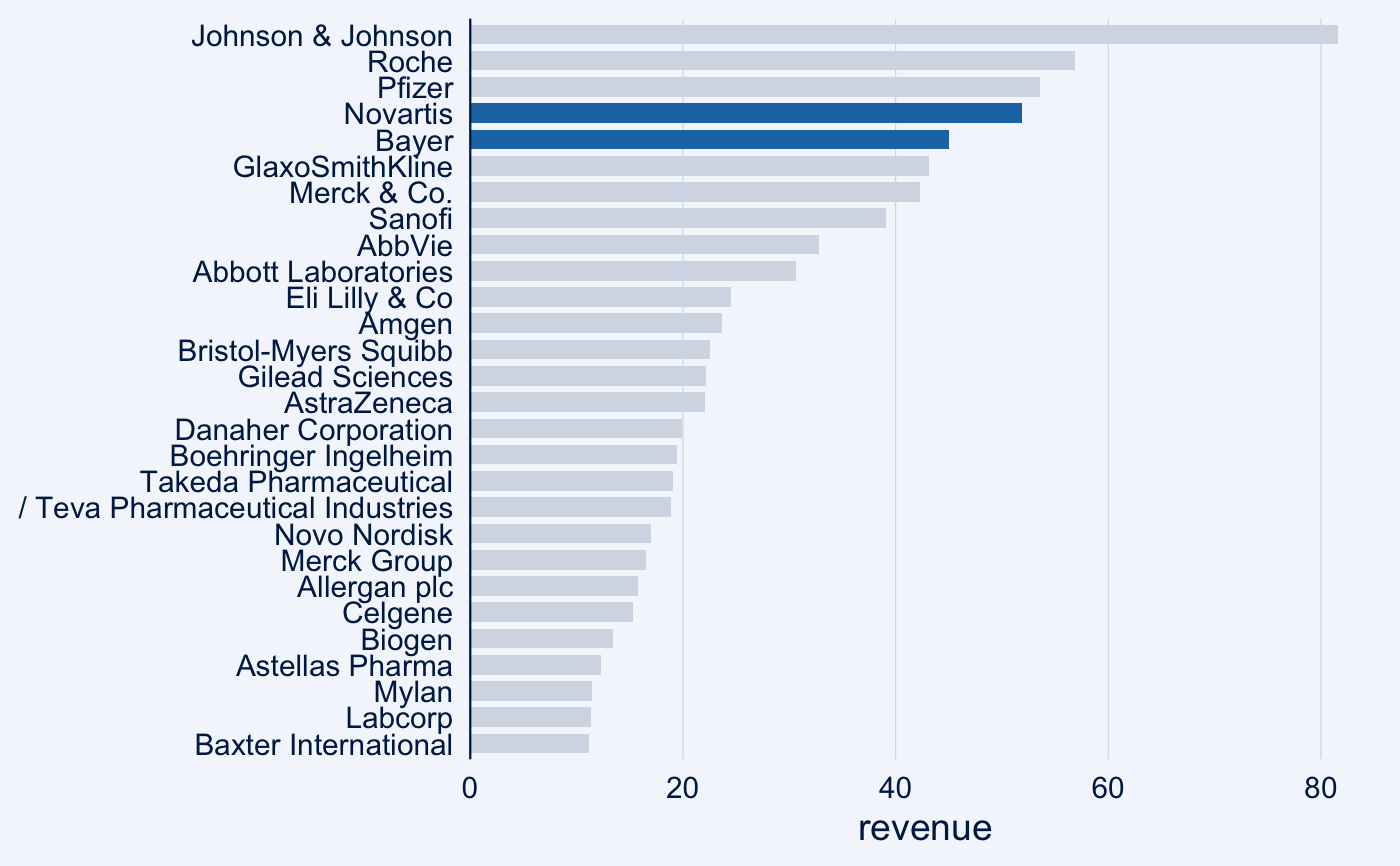 Johnson & Johnson
Roche
Pfizer
Novartis
Bayer
GlaxoSmithKline
Merck & Co.
Sanofi
AbbVie
Abbott Laboratories
Eli Lilly & Co
Amgen
Bristol-Myers Squibb
Gilead Sciences
AstraZeneca
Danaher Corporation
Boehringer Ingelheim
Takeda Pharmaceutical
/ Teva Pharmaceutical Industries
Novo Nordisk
Merck Group
Allergan plc
Celgene
Biogen
Astellas Pharma
Mylan
Labcorp
Baxter International
0 20 40 60 80
revenue